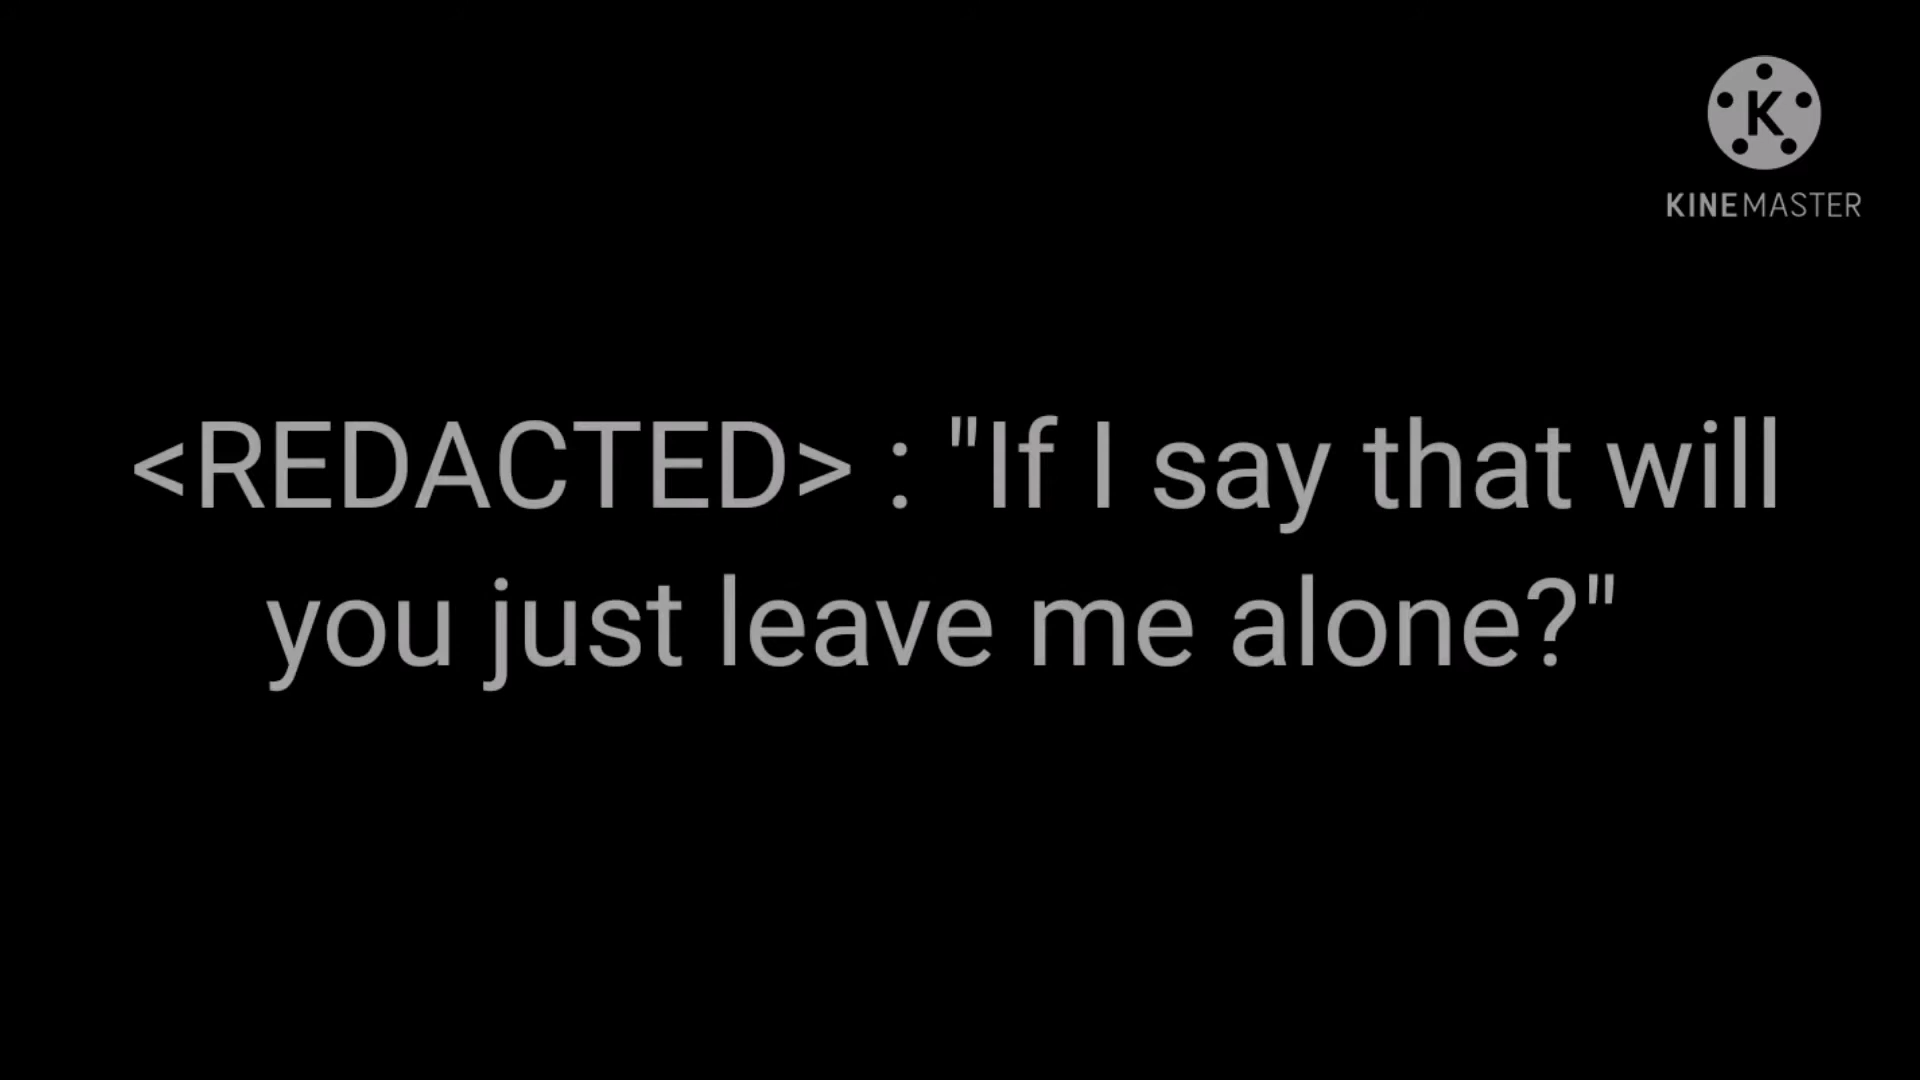 K
KINEMASTER
<REDACTED> : "If I say that will
you just leave me alone?"